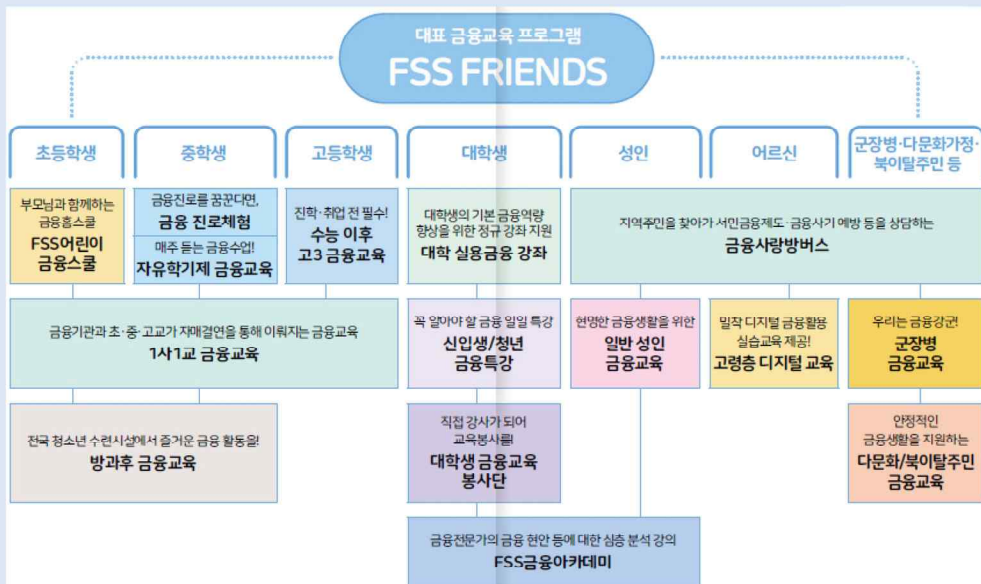 대표 금융교육 프로그램
FSS FRIENDS
초등학생
중학생
고등학생
대학생
성인
어르신
군장병·다문화가정·
북이탈주민 등
부모님과 함께하는
금융홈스쿨
FSS어린이
금융스쿨
금융진로를 꿈꾼다면,
금융 진로체험
매주 듣는 금융수업!
자유학기제 금융교육
진학·취업 전 필수!
수능 이후
고3 금융교육
대학생의 기본 금융역량
향상을 위한 정규 강좌 지원
대학 실용금융 강좌
지역주민을 찾아가 서민금융제도·금융사기 예방 등을 상담하는
금융사랑방버스
금융기관과 초·중·고교가 자매결연을 통해 이뤄지는 금융교육
1사1교 금융교육
꼭 알아야 할 금융 일일 특강
신입생/청년
금융특강
현명한 금융생활을 위한
일반 성인
금융교육
밀착 디지털 금융활용
실습교육 제공!
고령층 디지털 교육
우리는 금융강군!
군장병
금융교육
전국 청소년 수련시설에서 즐거운 금융 활동을!
방과후 금융교육
직접 강사가 되어
교육봉사를!
대학생 금융교육
봉사단
안정적인
금융생활을 지원하는
다문화/북이탈주민
금융교육
금융전문가의 금융 현안 등에 대한 심층 분석 강의
FSS금융아카데미